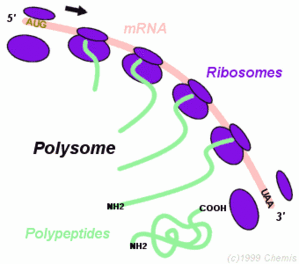 5'
AUG
mRNA
Ribosomes
Polysome
NH2
COOH
UAA
3'
Polypeptides
NH2
(c)1999 Chemis